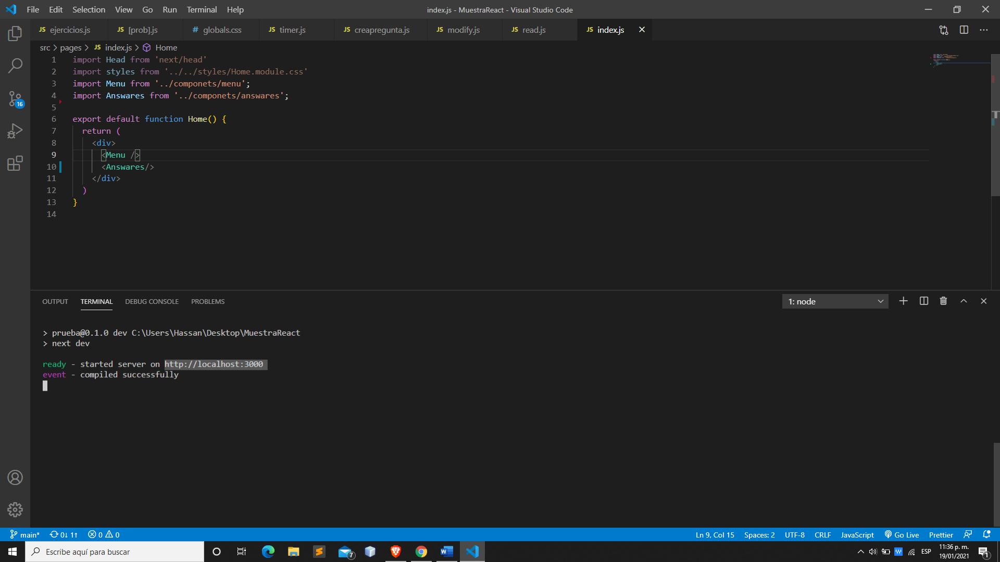 File Edit Selection View Go Run Terminal Help
index.js - MuestraReact - Visual Studio Code
JS ejercicios.js
JS [prob].js
# globals.css
JS timer.js
JS creapregunta.js
JS modify.js
JS read.js
JS index.js
src > pages > JS index.js > Home
1 import Head from 'next/head'
2 import styles from '../../styles/Home.module.css'
3 import Menu from '../componets/menu';
4 import Answares from '../componets/answares';
5
6 export default function Home() {
7 return (
8 <div>
9 <Menu />
10 <Answares/>
11 </div>
12 )
13 }
14
16
OUTPUT TERMINAL DEBUG CONSOLE PROBLEMS
1: node
> prueba@0.1.0 dev C:\Users\Hassan\Desktop\MuestraReact
> next dev
ready - started server on http://localhost:3000
event - compiled successfully
main* 0↓ 1↑ 0 0
Ln 9, Col 15 Spaces: 2 UTF-8 CRLF JavaScript Go Live Prettier
Escribe aquí para buscar
7
W
ESP
11:36 p. m.
19/01/2021
1